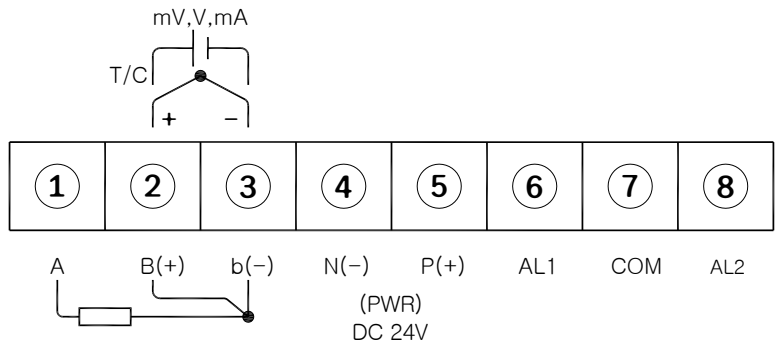 mV,V,mA
T/C
+ −
1 2 3 4 5 6 7 8
A B(+) b(−) N(−) P(+) AL1 COM AL2
(PWR)
DC 24V